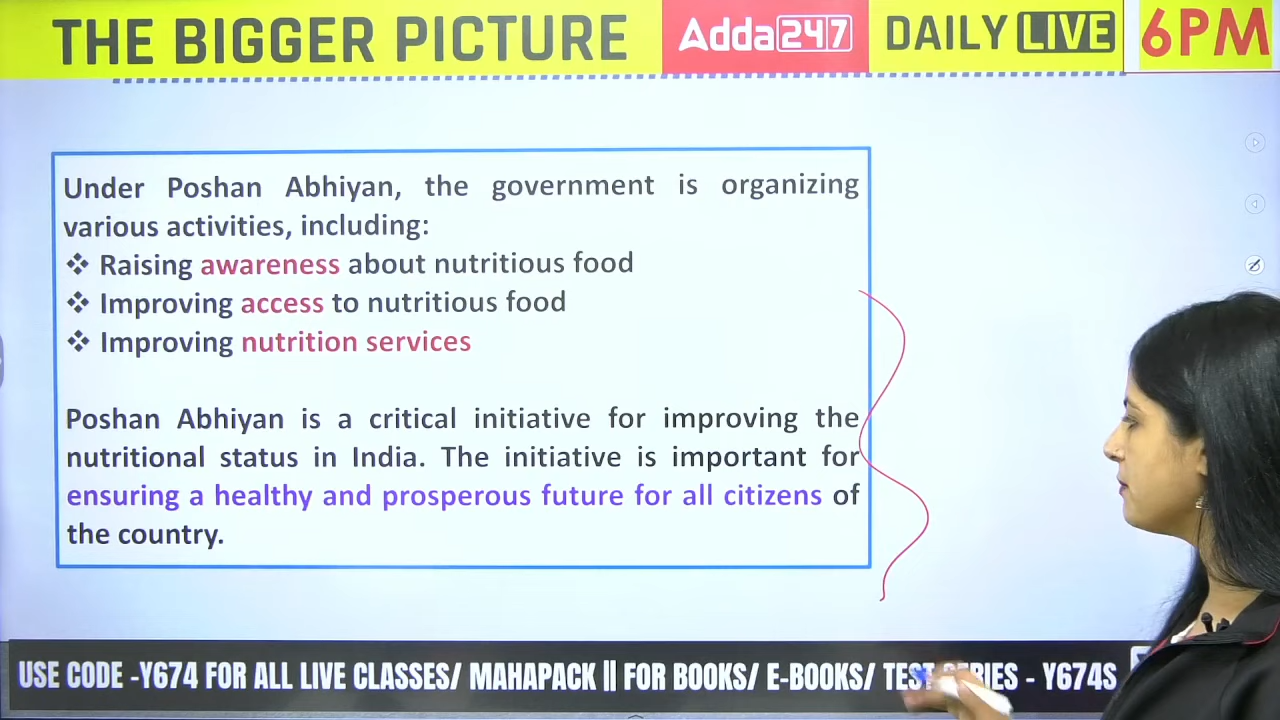 THE BIGGER PICTURE Adda247 DAILY LIVE 6PM
Under Poshan Abhiyan, the government is organizing
various activities, including:
❖ Raising awareness about nutritious food
❖ Improving access to nutritious food
❖ Improving nutrition services
Poshan Abhiyan is a critical initiative for improving the
nutritional status in India. The initiative is important for
ensuring a healthy and prosperous future for all citizens of
the country.
USE CODE -Y674 FOR ALL LIVE CLASSES/ MAHAPACK || FOR BOOKS/ E-BOOKS/ TEST SERIES - Y674S